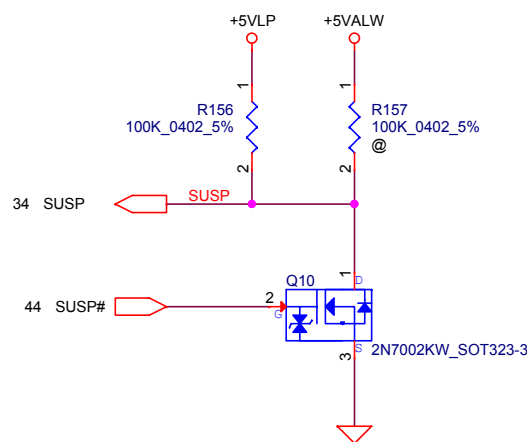 +5VLP +5VALW
1 1
R156 R157
100K_0402_5% 100K_0402_5%
@
2 2
34 SUSP SUSP
1 D
Q10
44 SUSP# 2 G
S 2N7002KW_SOT323-3
3